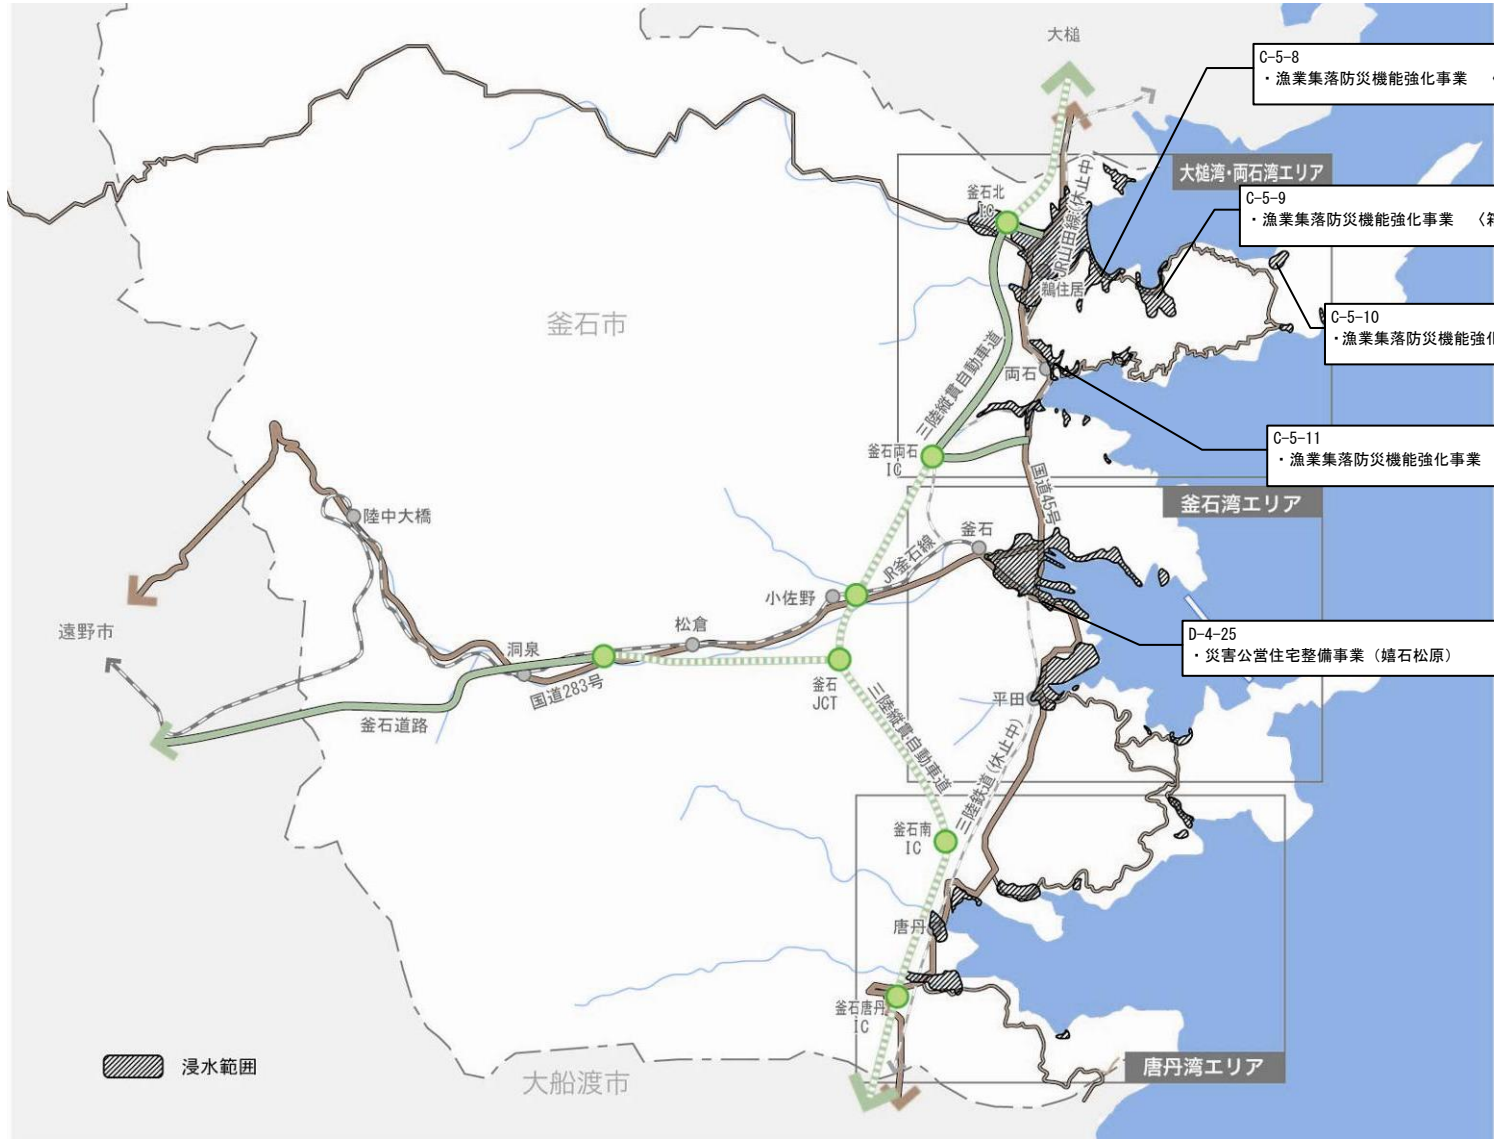 大槌
C-5-8
・漁業集落防災機能強化事業　・
大槌湾・両石湾エリア
釜石北
IC
JR山田線(休止中)
C-5-9
・漁業集落防災機能強化事業　〈箱
鵜住居
釜石市
C-5-10
・漁業集落防災機能強化
三陸縦貫自動車道
両石
C-5-11
・漁業集落防災機能強化事業
釜石両石
IC
国道45号
釜石湾エリア
陸中大橋
釜石
JR釜石線
小佐野
松倉
遠野市
洞泉
D-4-25
・災害公営住宅整備事業（嬉石松原）
国道283号
釜石
JCT
釜石道路
平田
三陸縦貫自動車道
三陸鉄道(休止中)
釜石南
IC
唐丹
釜石唐丹
IC
浸水範囲
唐丹湾エリア
大船渡市